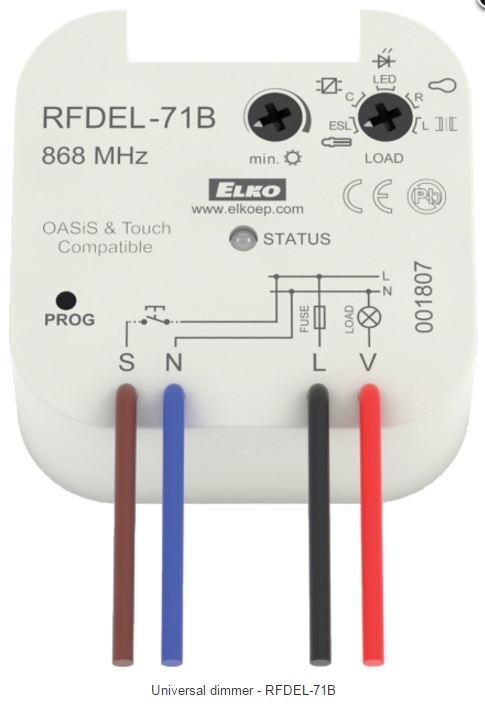 RFDEL-71B
868 MHz
min.
LED
C
R
ESL
L
LOAD
ELKO
www.elkoep.com
CE
Pb
OASiS & Touch
Compatible
STATUS
PROG
L
N
FUSE
LOAD
001807
S N L V
Universal dimmer - RFDEL-71B